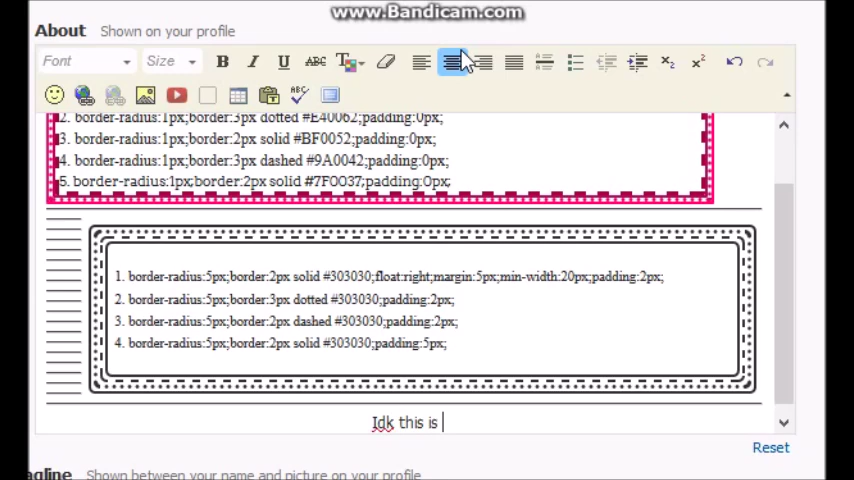 www.Bandicam.com
About Shown on your profile
Font Size B I U ABC T x₂ x²
ABC
2. border-radius:1px;border:3px dotted #E40062;padding:0px;
3. border-radius:1px;border:2px solid #BF0052;padding:0px;
4. border-radius:1px;border:3px dashed #9A0042;padding:0px;
5. border-radius:1px;border:2px solid #7F0037;padding:0px;
1. border-radius:5px;border:2px solid #303030;float:right;margin:5px;min-width:20px;padding:2px;
2. border-radius:5px;border:3px dotted #303030;padding:2px;
3. border-radius:5px;border:2px dashed #303030;padding:2px;
4. border-radius:5px;border:2px solid #303030;padding:5px;
Idk this is
Reset
agline Shown between your name and picture on your profile